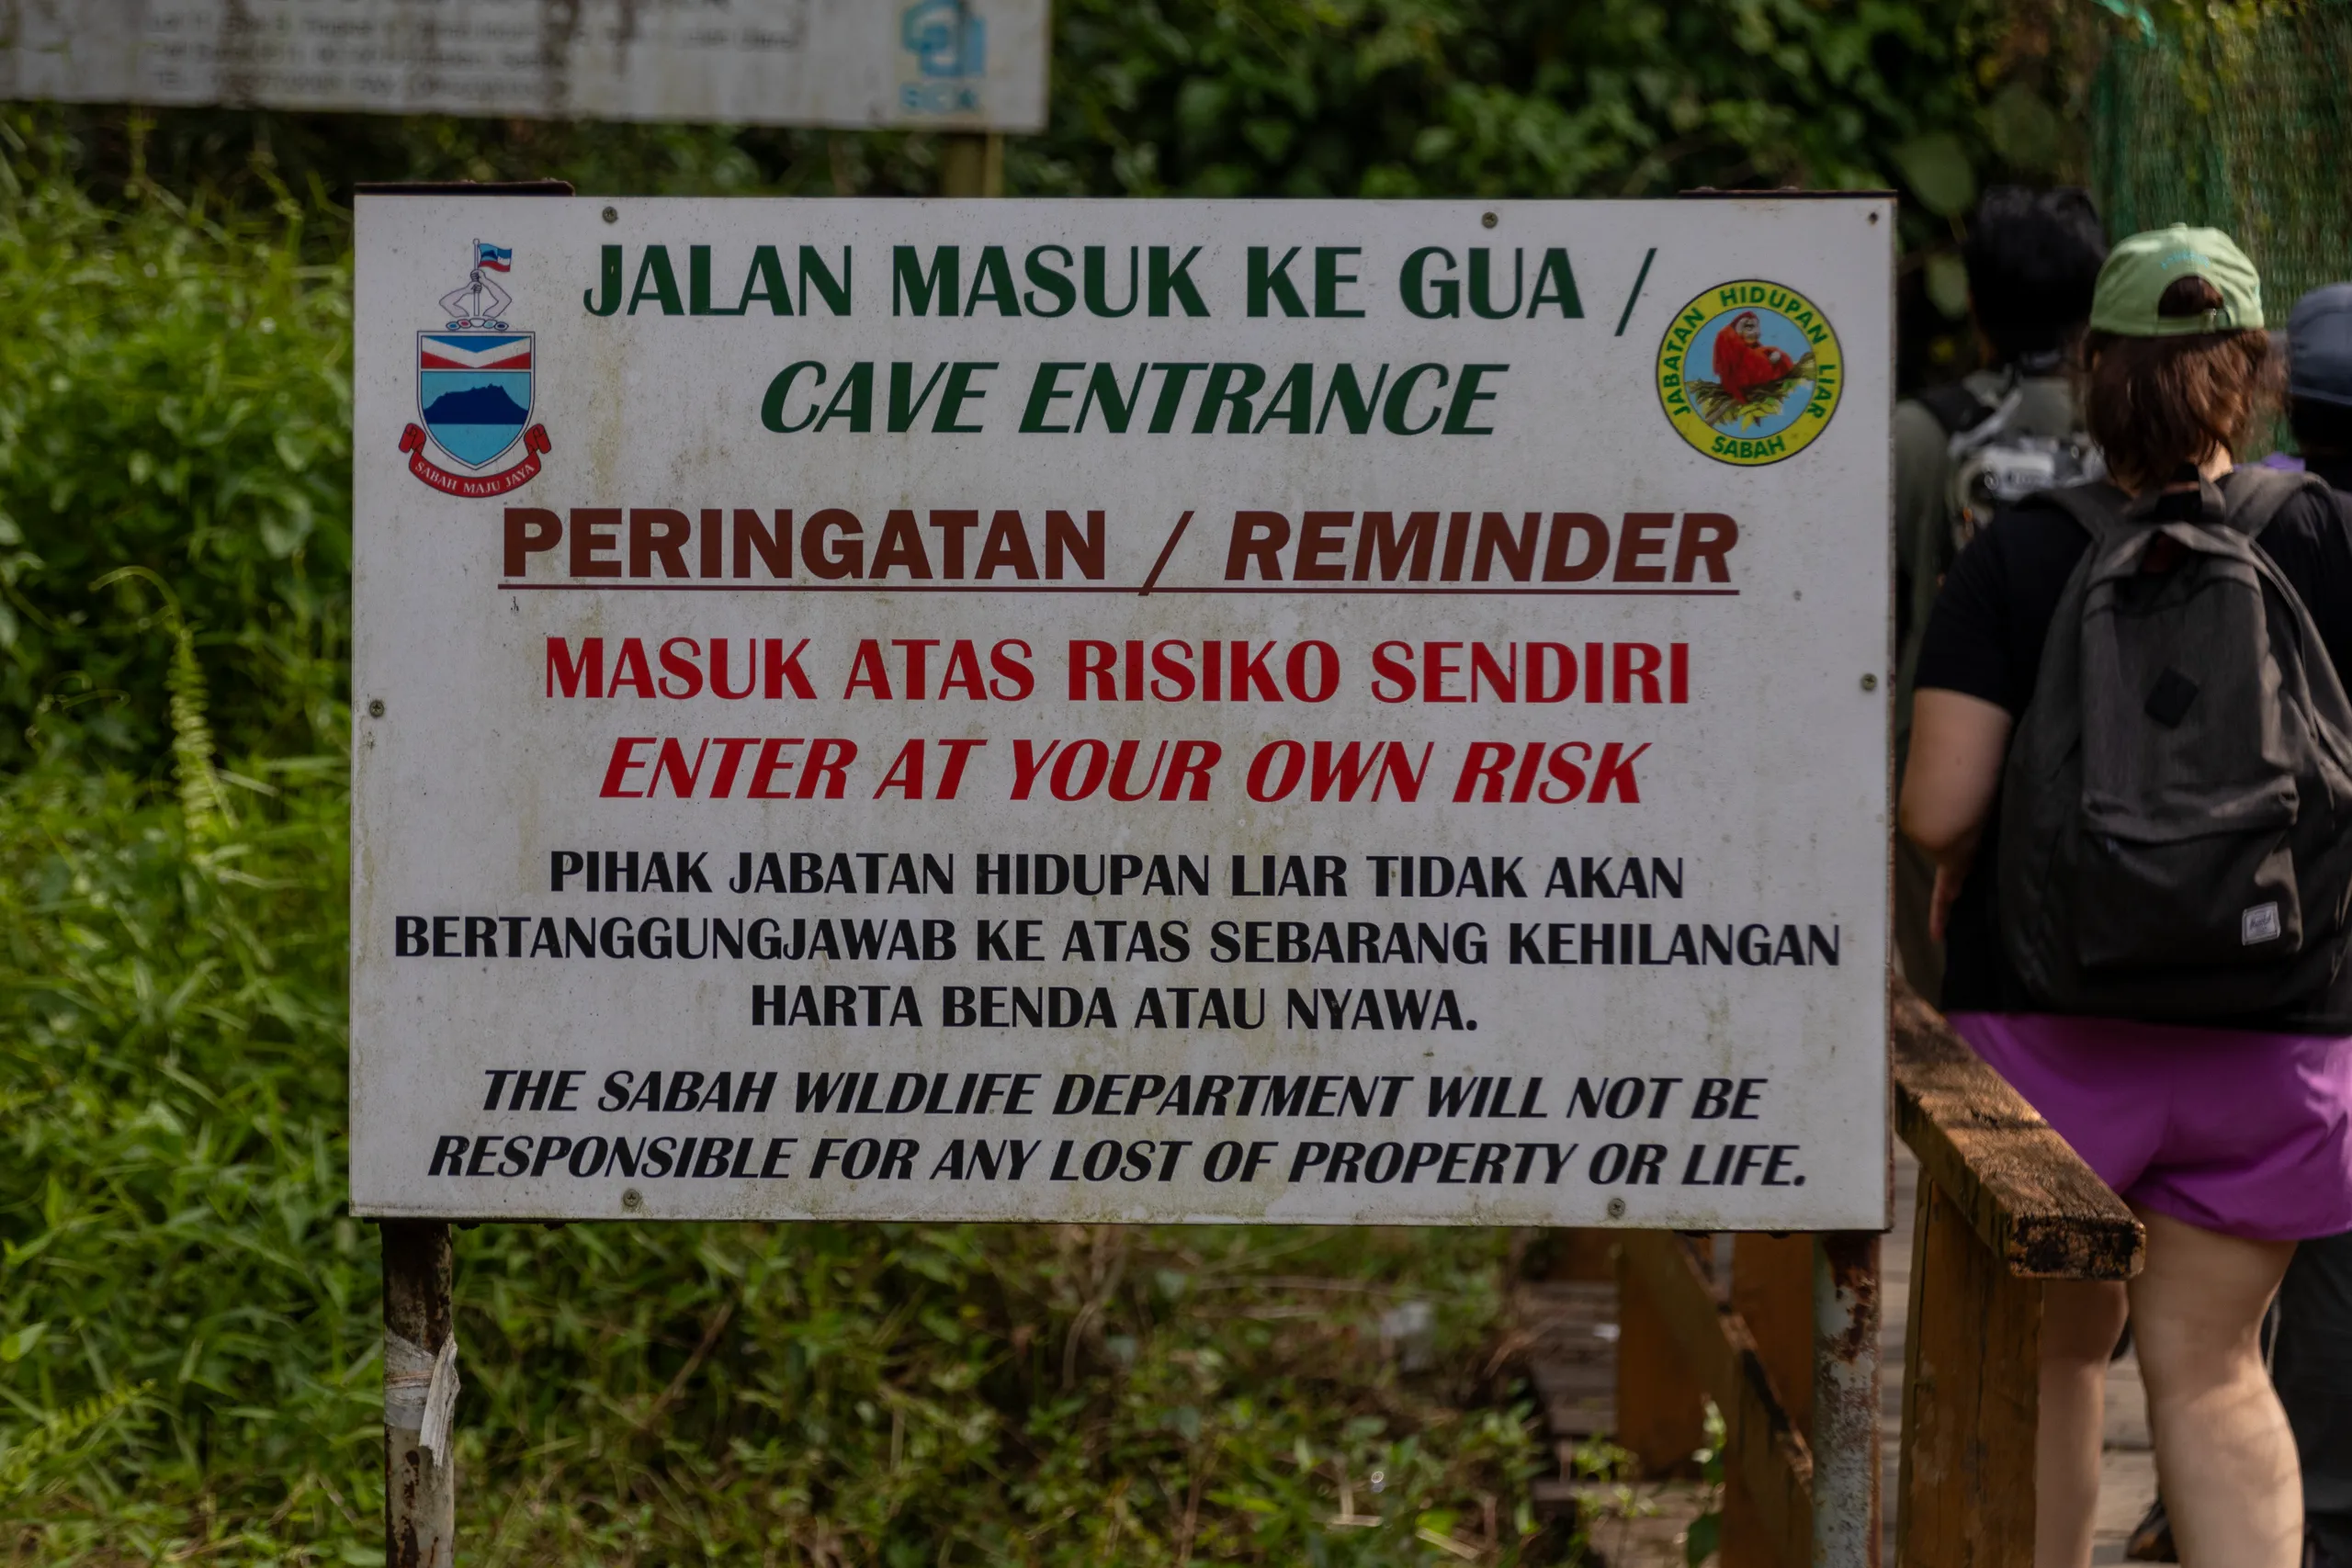 JALAN MASUK KE GUA /
CAVE ENTRANCE
SABAH MAJU JAYA
JABATAN HIDUPAN LIAR
SABAH
PERINGATAN / REMINDER
MASUK ATAS RISIKO SENDIRI
ENTER AT YOUR OWN RISK
PIHAK JABATAN HIDUPAN LIAR TIDAK AKAN
BERTANGGUNGJAWAB KE ATAS SEBARANG KEHILANGAN
HARTA BENDA ATAU NYAWA.
THE SABAH WILDLIFE DEPARTMENT WILL NOT BE
RESPONSIBLE FOR ANY LOST OF PROPERTY OR LIFE.